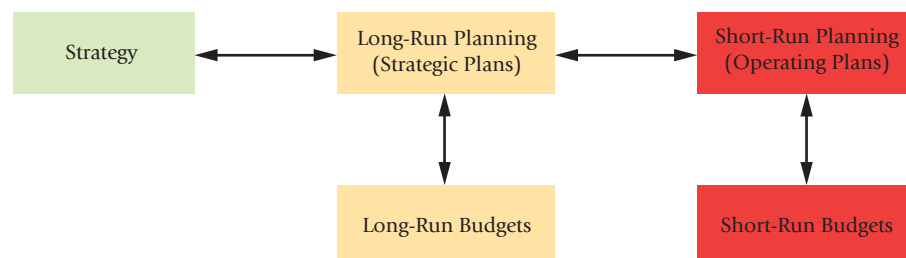 Strategy
Long-Run Planning
(Strategic Plans)
Short-Run Planning
(Operating Plans)
Long-Run Budgets
Short-Run Budgets